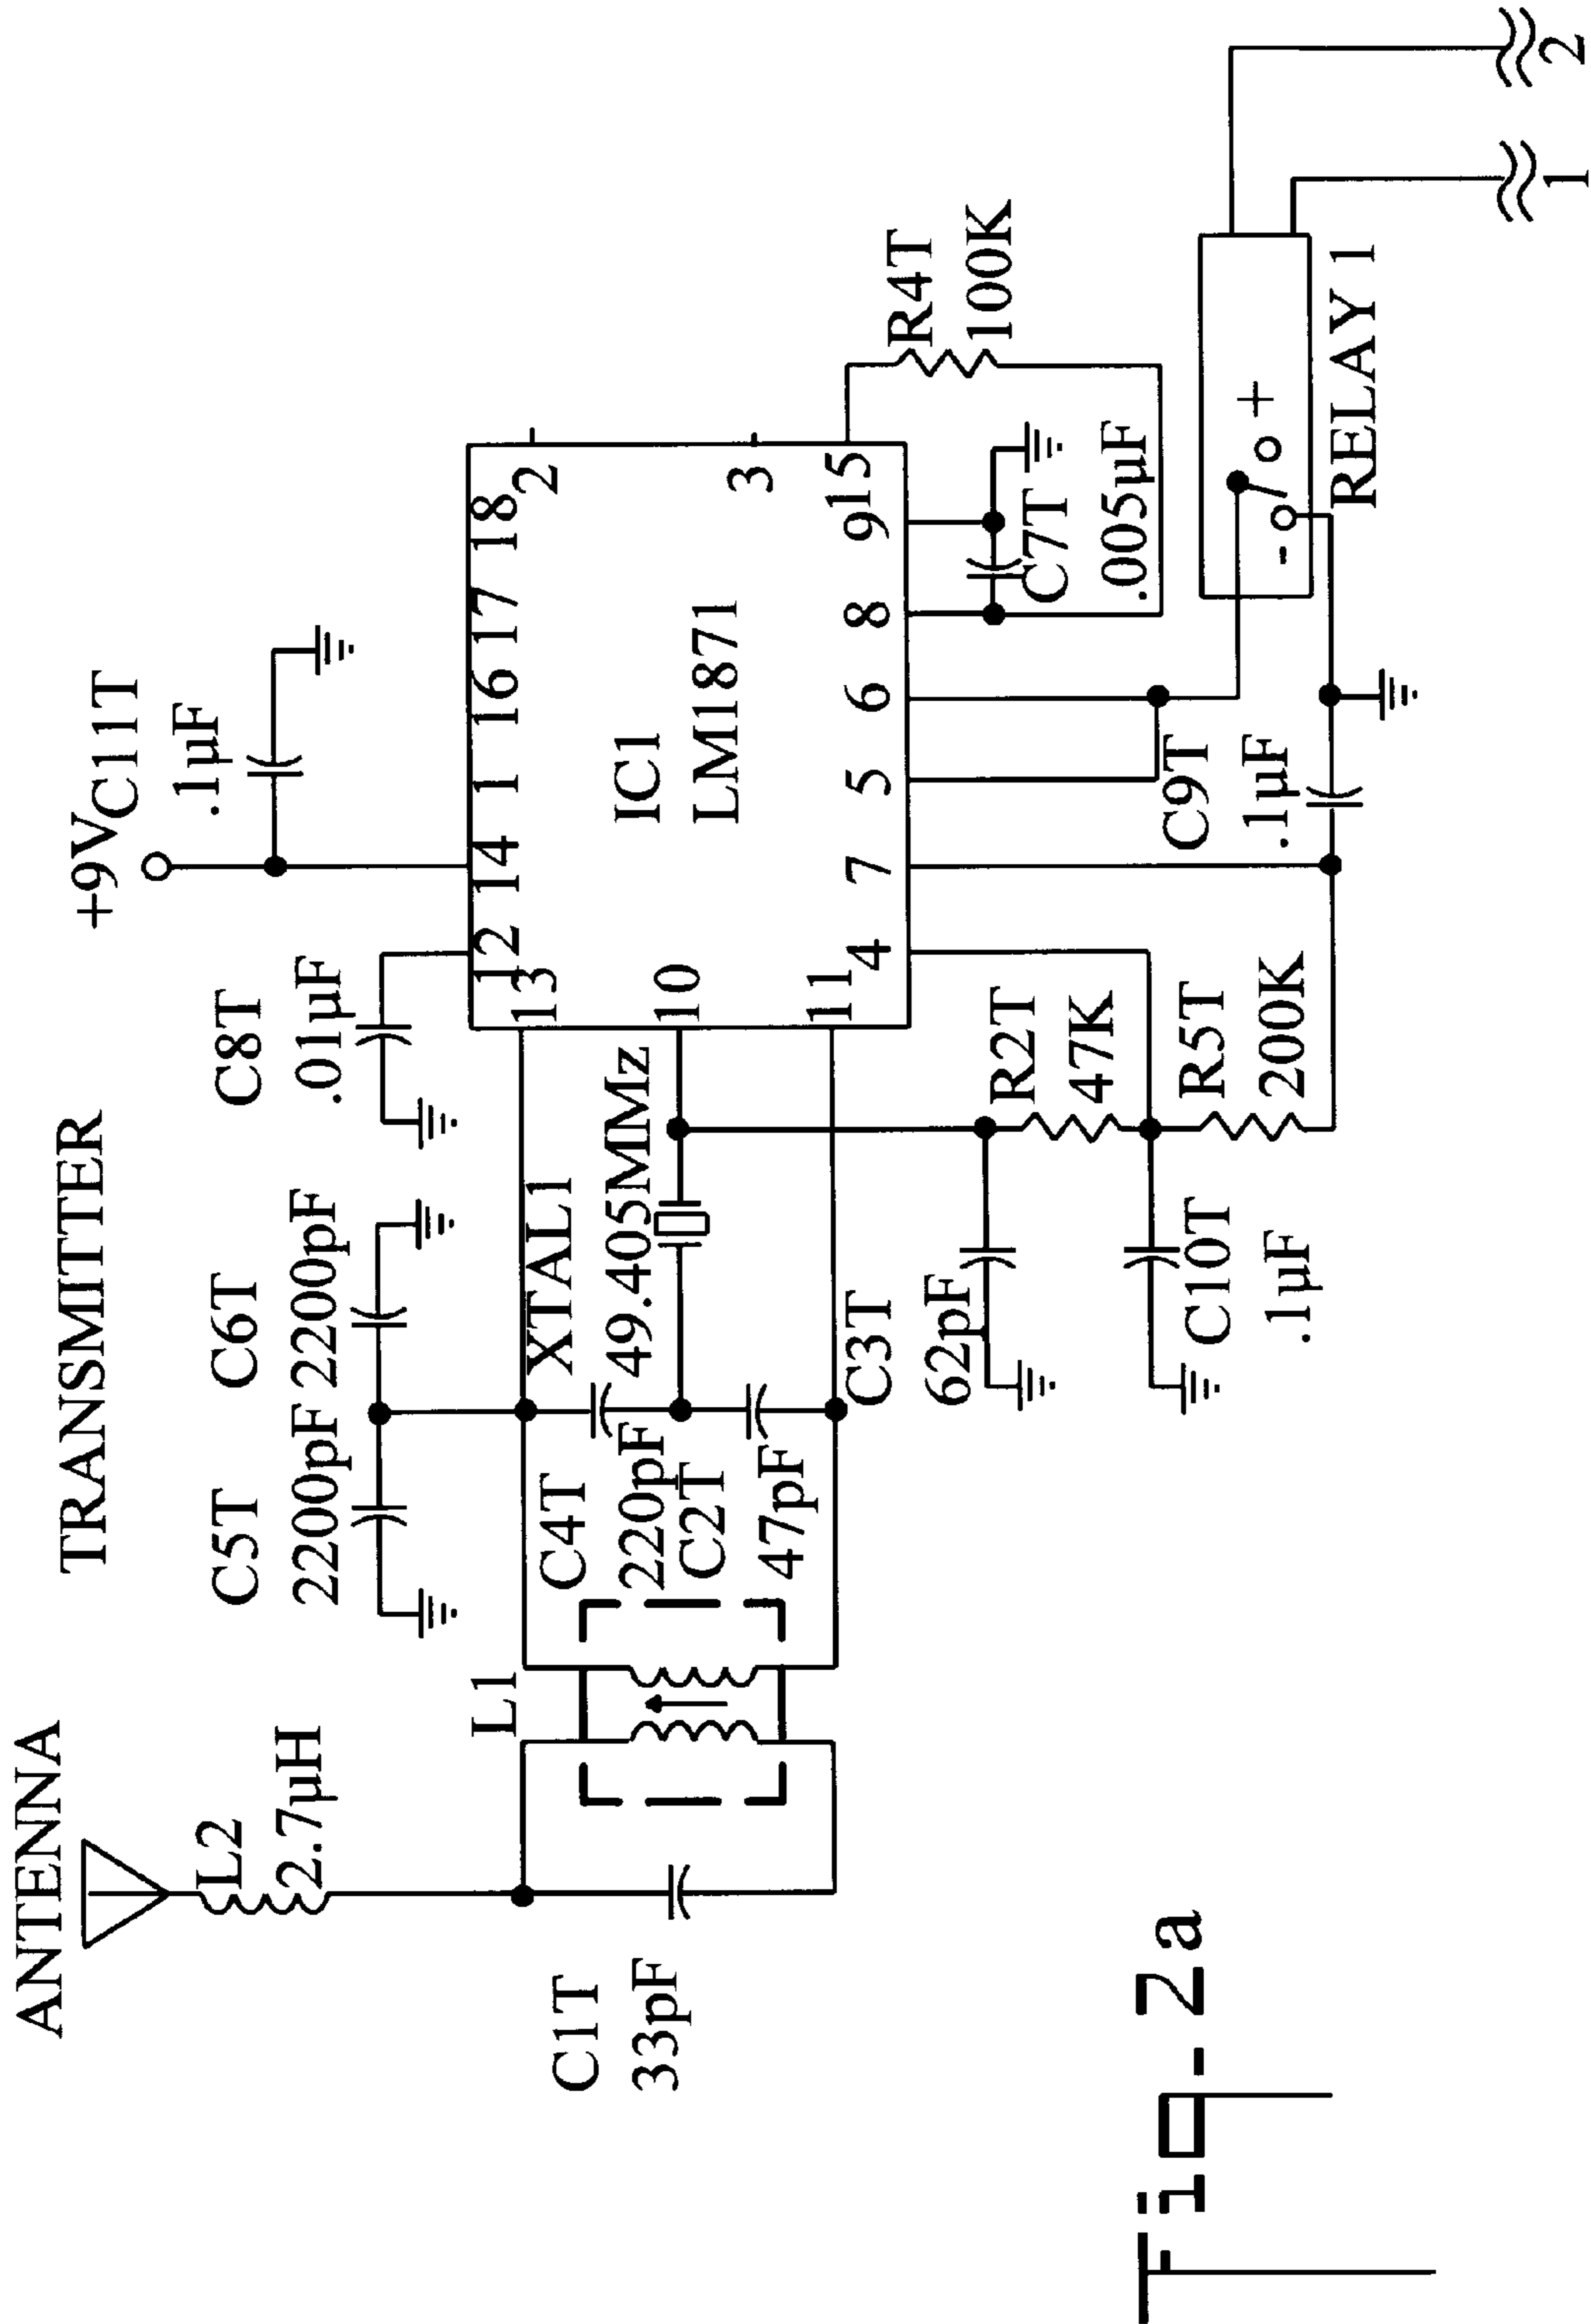 TRANSMITTER
ANTENNA
L2
2.7µH
C1T
33pF
L1
C5T
2200pF
C6T
2200pF
C8T
.01µF
+9V
C11T
.1µF
C4T
220pF
C2T
47pF
XTAL1
49.405MMz
C3T
62pF
12
14
1
16
17
18
13
10
11
2
3
15
IC1
LM1871
4
7
5
6
8
9
R2T
47K
R5T
200K
C10T
.1µF
C9T
.1µF
C7T
.005µF
R4T
100K
- +
RELAY 1
1
2
Fig-2a